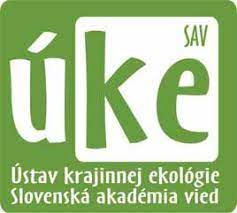 SAV
úke
Ústav krajinnej ekológie
Slovenská akadémia vied